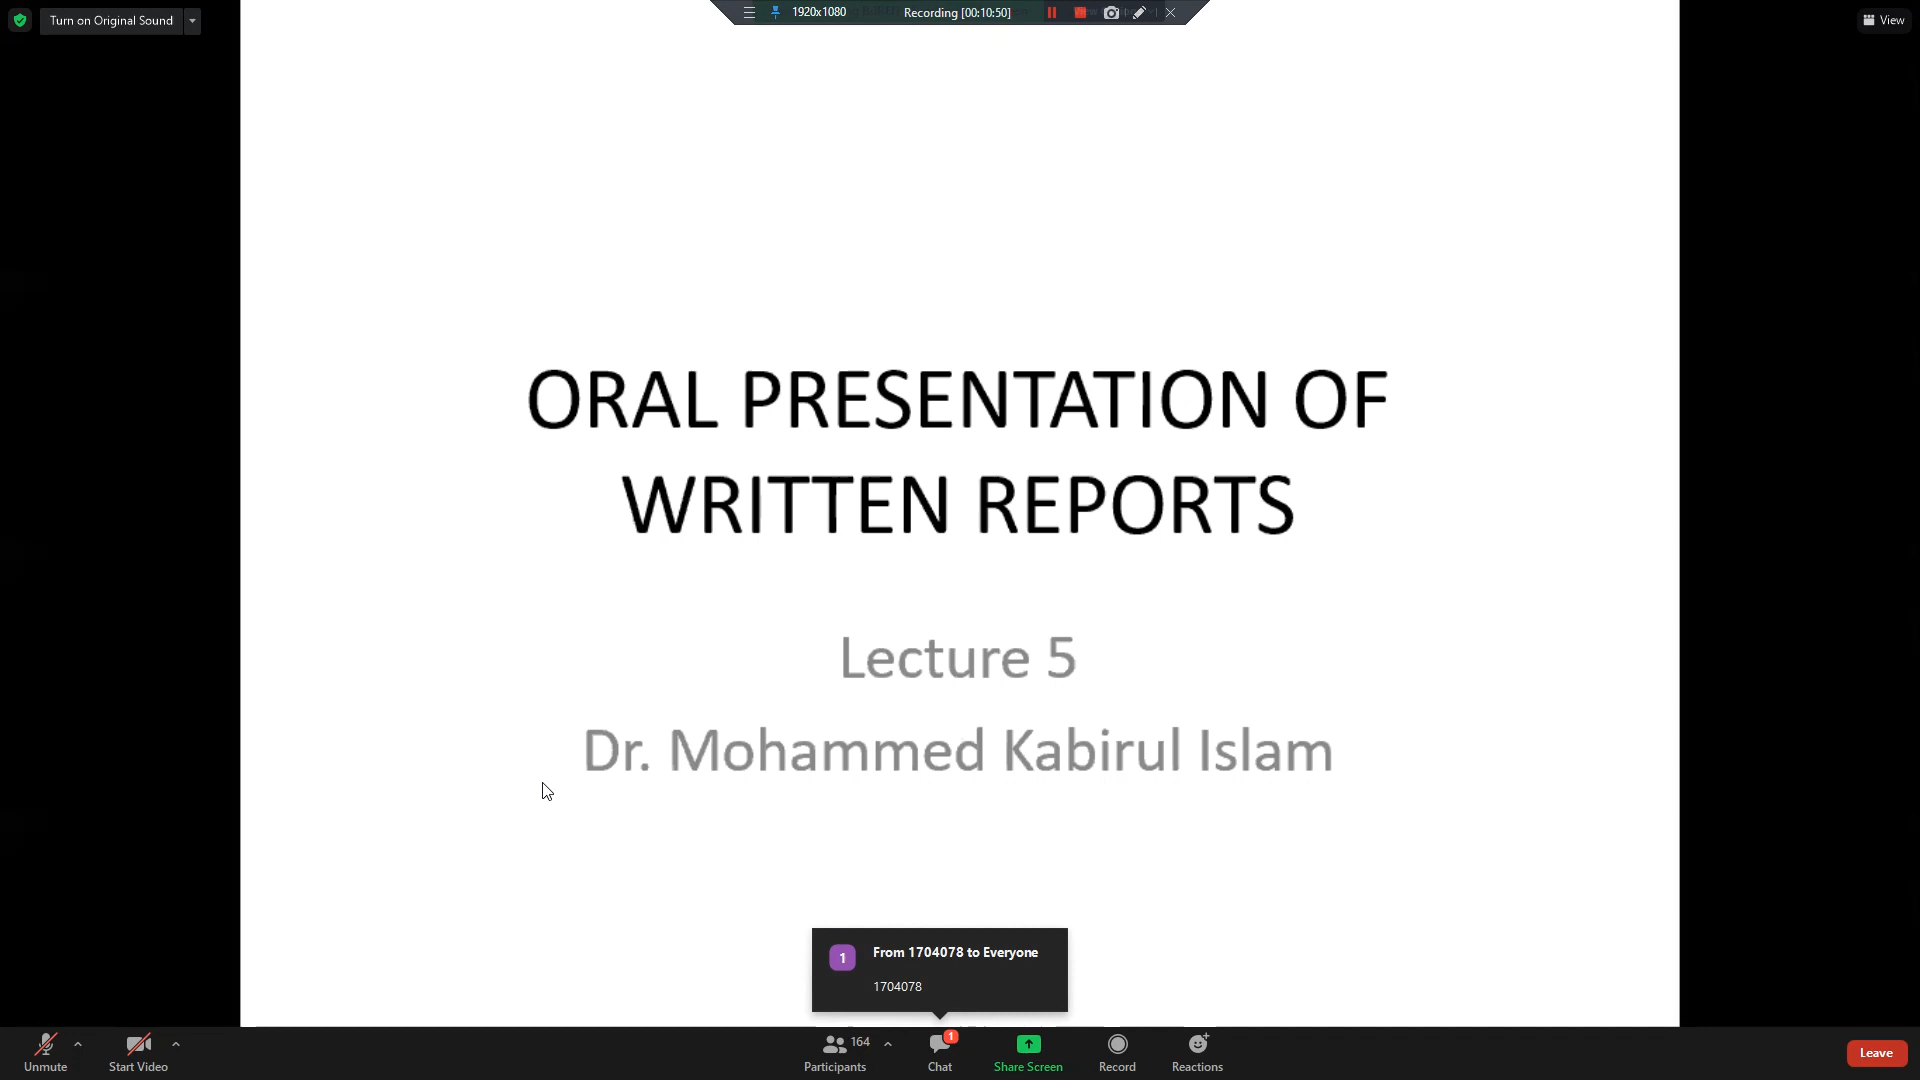 Turn on Original Sound
1920x1080
Recording [00:10:50]
View
ORAL PRESENTATION OF
WRITTEN REPORTS
Lecture 5
Dr. Mohammed Kabirul Islam
1
From 1704078 to Everyone
1704078
Unmute
Start Video
164
Participants
1
Chat
Share Screen
Record
Reactions
Leave